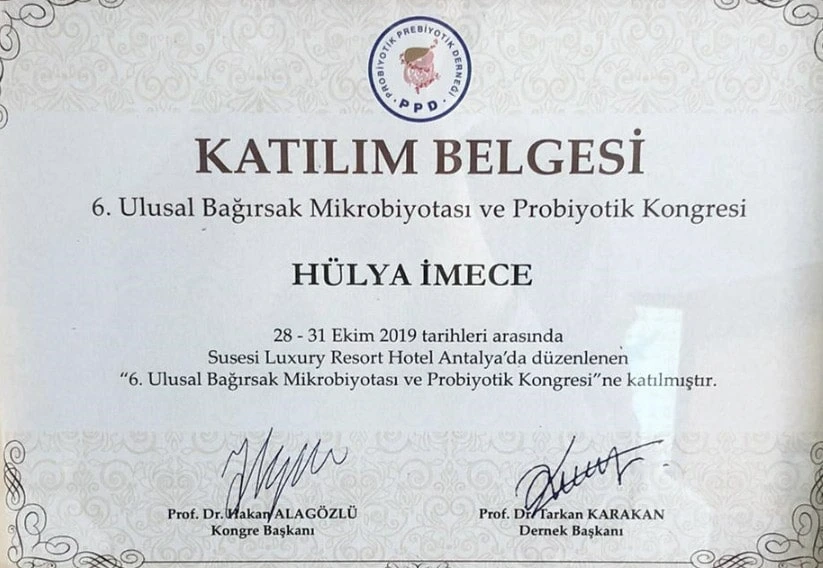 PROBİYOTİK PREBİYOTİK DERNEĞİ
PPD
KATILIM BELGESİ
6. Ulusal Bağırsak Mikrobiyotası ve Probiyotik Kongresi
HÜLYA İMECE
28 - 31 Ekim 2019 tarihleri arasında
Susesi Luxury Resort Hotel Antalya'da düzenlenen
“6. Ulusal Bağırsak Mikrobiyotası ve Probiyotik Kongresi”ne katılmıştır.
Prof. Dr. Hakan ALAGÖZLÜ
Kongre Başkanı
Prof. Dr. Tarkan KARAKAN
Dernek Başkanı